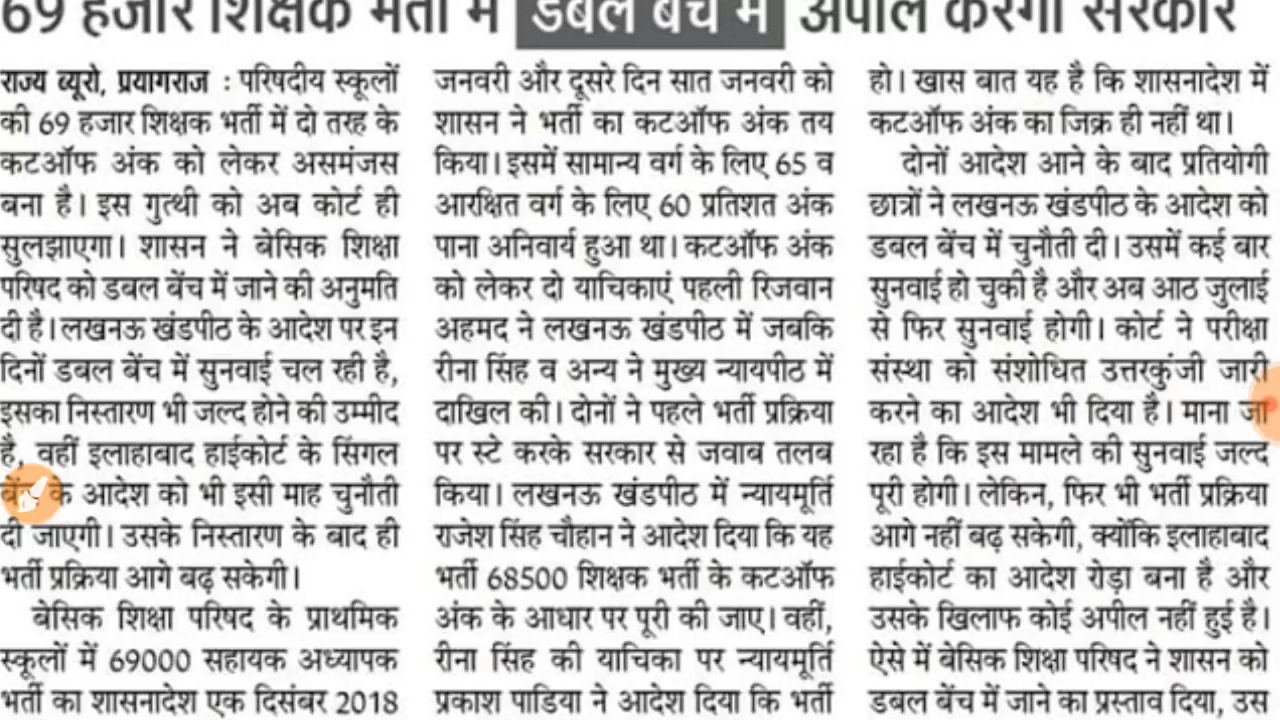 69 हजार शिक्षक भर्ती में डबल बेंच में अपील करेगी सरकार
राज्य ब्यूरो, प्रयागराज : परिषदीय स्कूलों
की 69 हजार शिक्षक भर्ती में दो तरह के
कटऑफ अंक को लेकर असमंजस
बना है। इस गुत्थी को अब कोर्ट ही
सुलझाएगा। शासन ने बेसिक शिक्षा
परिषद को डबल बेंच में जाने की अनुमति
दी है। लखनऊ खंडपीठ के आदेश पर इन
दिनों डबल बेंच में सुनवाई चल रही है,
इसका निस्तारण भी जल्द होने की उम्मीद
है, वहीं इलाहाबाद हाईकोर्ट के सिंगल
के आदेश को भी इसी माह चुनौती
दी जाएगी। उसके निस्तारण के बाद ही
भर्ती प्रक्रिया आगे बढ़ सकेगी।
बेसिक शिक्षा परिषद के प्राथमिक
स्कूलों में 69000 सहायक अध्यापक
भर्ती का शासनादेश एक दिसंबर 2018
जनवरी और दूसरे दिन सात जनवरी को
शासन ने भर्ती का कटऑफ अंक तय
किया। इसमें सामान्य वर्ग के लिए 65 व
आरक्षित वर्ग के लिए 60 प्रतिशत अंक
पाना अनिवार्य हुआ था। कटऑफ अंक
को लेकर दो याचिकाएं पहली रिजवान
अहमद ने लखनऊ खंडपीठ में जबकि
रीना सिंह व अन्य ने मुख्य न्यायपीठ में
दाखिल की। दोनों ने पहले भर्ती प्रक्रिया
पर स्टे करके सरकार से जवाब तलब
किया। लखनऊ खंडपीठ में न्यायमूर्ति
राजेश सिंह चौहान ने आदेश दिया कि यह
भर्ती 68500 शिक्षक भर्ती के कटऑफ
अंक के आधार पर पूरी की जाए। वहीं,
रीना सिंह की याचिका पर न्यायमूर्ति
प्रकाश पाडिया ने आदेश दिया कि भर्ती
हो। खास बात यह है कि शासनादेश में
कटऑफ अंक का जिक्र ही नहीं था।
दोनों आदेश आने के बाद प्रतियोगी
छात्रों ने लखनऊ खंडपीठ के आदेश को
डबल बेंच में चुनौती दी। उसमें कई बार
सुनवाई हो चुकी है और अब आठ जुलाई
से फिर सुनवाई होगी। कोर्ट ने परीक्षा
संस्था को संशोधित उत्तरकुंजी जारी
करने का आदेश भी दिया है। माना जा
रहा है कि इस मामले की सुनवाई जल्द
पूरी होगी। लेकिन, फिर भी भर्ती प्रक्रिया
आगे नहीं बढ़ सकेगी, क्योंकि इलाहाबाद
हाईकोर्ट का आदेश रोड़ा बना है और
उसके खिलाफ कोई अपील नहीं हुई है।
ऐसे में बेसिक शिक्षा परिषद ने शासन को
डबल बेंच में जाने का प्रस्ताव दिया, उस